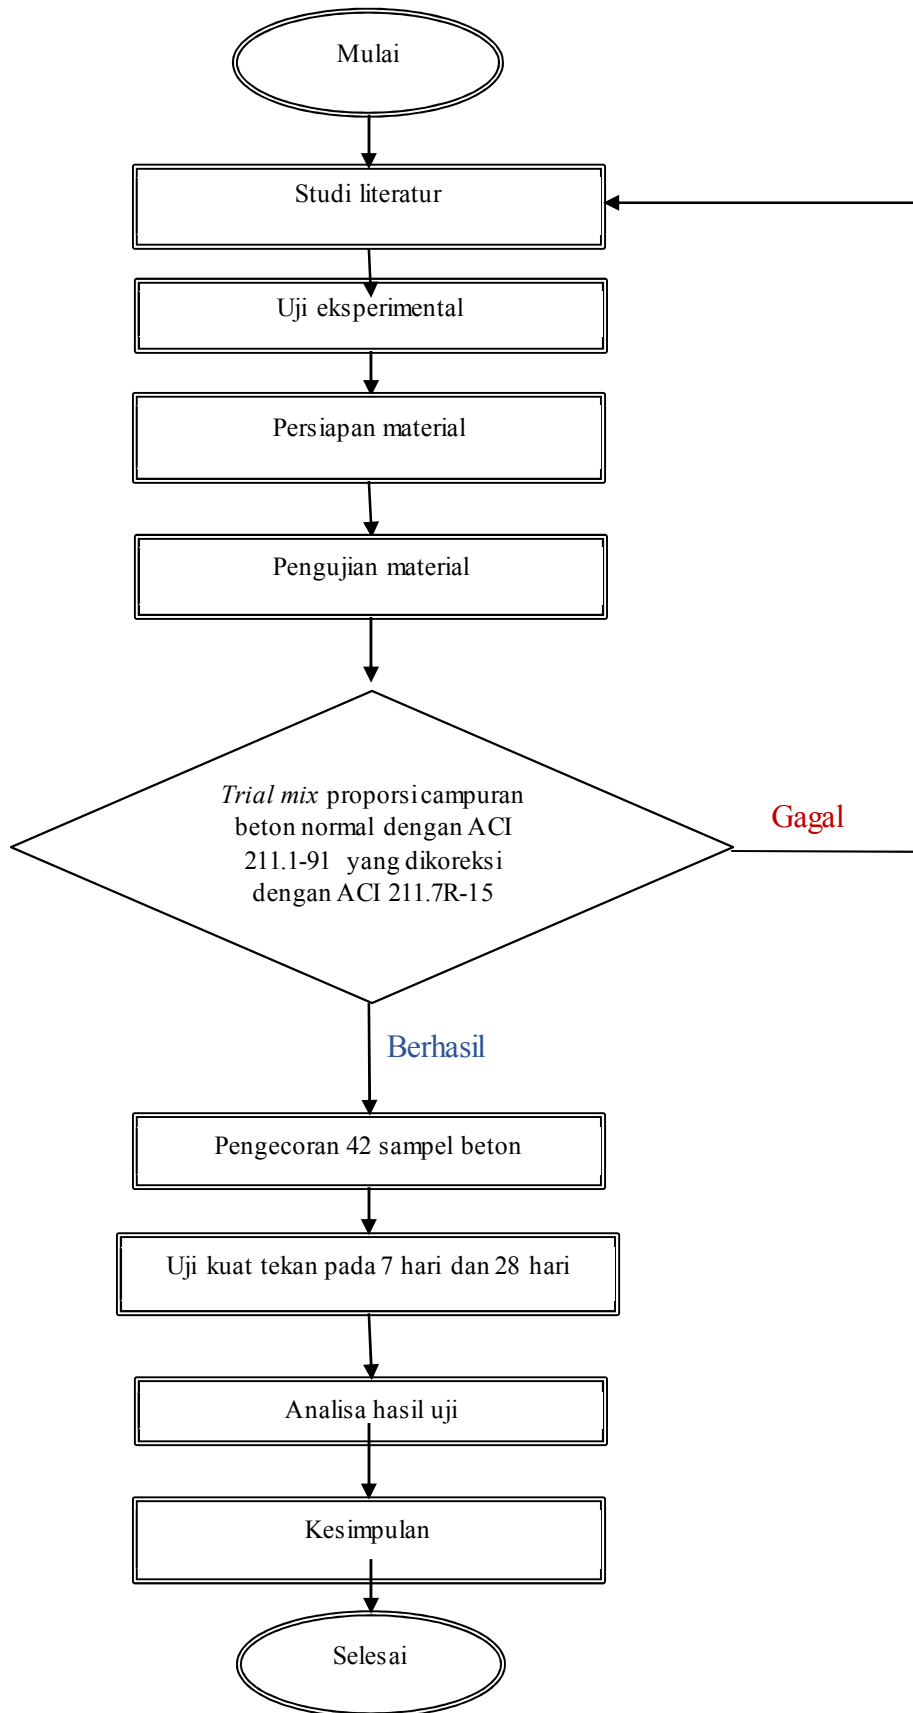 Mulai
Studi literatur
Uji eksperimental
Persiapan material
Pengujian material
Trial mix proporsi campuran
beton normal dengan ACI
211.1-91 yang dikoreksi
dengan ACI 211.7R-15
Gagal
Berhasil
Pengecoran 42 sampel beton
Uji kuat tekan pada 7 hari dan 28 hari
Analisa hasil uji
Kesimpulan
Selesai